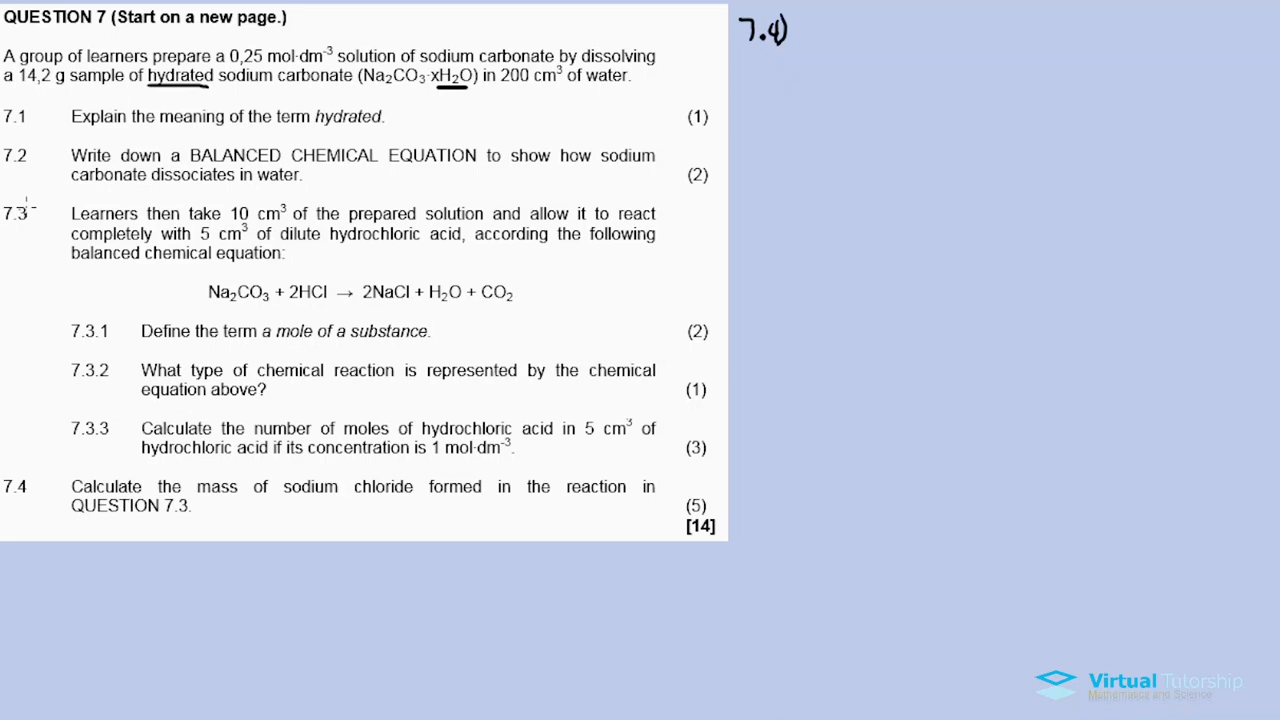 QUESTION 7 (Start on a new page.)
7.4)
A group of learners prepare a 0,25 mol·dm⁻³ solution of sodium carbonate by dissolving
a 14,2 g sample of hydrated sodium carbonate (Na₂CO₃·xH₂O) in 200 cm³ of water.
7.1 Explain the meaning of the term hydrated. (1)
7.2 Write down a BALANCED CHEMICAL EQUATION to show how sodium
carbonate dissociates in water. (2)
7.3 Learners then take 10 cm³ of the prepared solution and allow it to react
completely with 5 cm³ of dilute hydrochloric acid, according the following
balanced chemical equation:
Na₂CO₃ + 2HCl → 2NaCl + H₂O + CO₂
7.3.1 Define the term a mole of a substance. (2)
7.3.2 What type of chemical reaction is represented by the chemical
equation above? (1)
7.3.3 Calculate the number of moles of hydrochloric acid in 5 cm³ of
hydrochloric acid if its concentration is 1 mol·dm⁻³. (3)
7.4 Calculate the mass of sodium chloride formed in the reaction in
QUESTION 7.3. (5)
[14]
Virtual Tutorship
Mathematics and Science